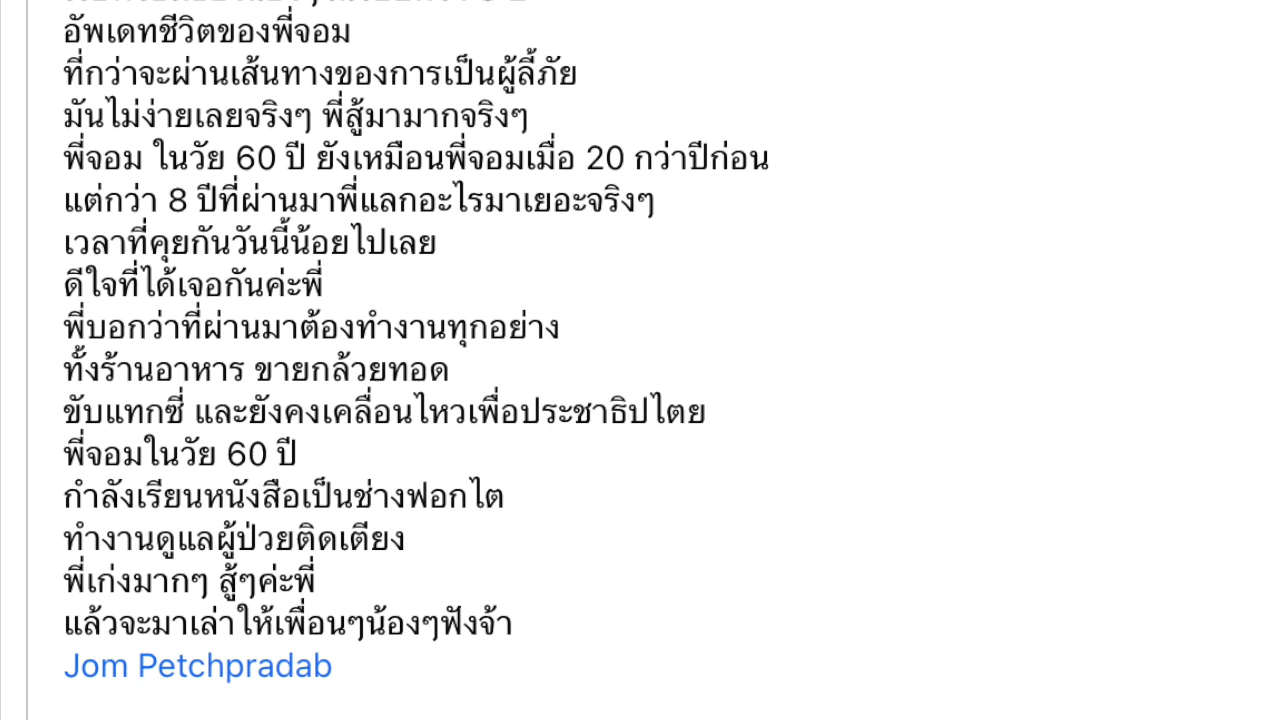 อัพเดทชีวิตของพี่จอม
ที่กว่าจะผ่านเส้นทางของการเป็นผู้ลี้ภัย
มันไม่ง่ายเลยจริงๆ พี่สู้มามากจริงๆ
พี่จอม ในวัย 60 ปี ยังเหมือนพี่จอมเมื่อ 20 กว่าปีก่อน
แต่กว่า 8 ปีที่ผ่านมาพี่แลกอะไรมาเยอะจริงๆ
เวลาที่คุยกันวันนี้น้อยไปเลย
ดีใจที่ได้เจอกันค่ะพี่
พี่บอกว่าที่ผ่านมาต้องทำงานทุกอย่าง
ทั้งร้านอาหาร ขายกล้วยทอด
ขับแทกซี่ และยังคงเคลื่อนไหวเพื่อประชาธิปไตย
พี่จอมในวัย 60 ปี
กำลังเรียนหนังสือเป็นช่างฟอกไต
ทำงานดูแลผู้ป่วยติดเตียง
พี่เก่งมากๆ สู้ๆค่ะพี่
แล้วจะมาเล่าให้เพื่อนๆน้องๆฟังจ้า
Jom Petchpradab